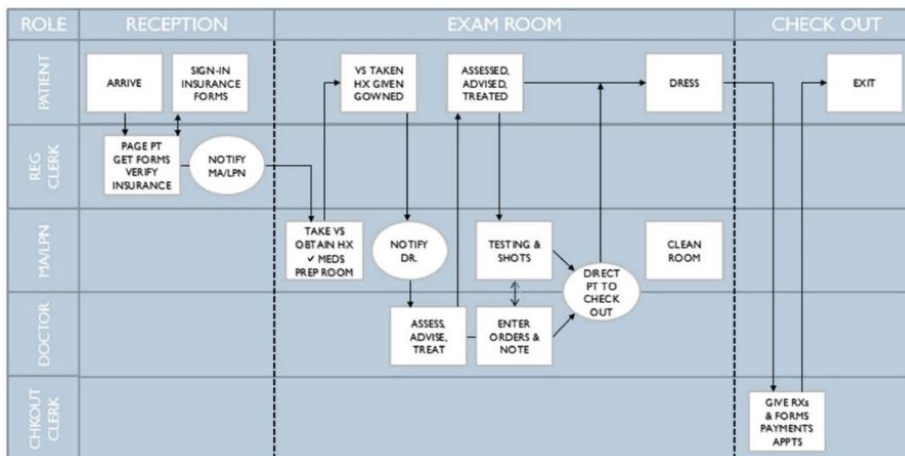 ROLE
RECEPTION
EXAM ROOM
CHECK OUT
PATIENT
ARRIVE
SIGN-IN
INSURANCE
FORMS
VS TAKEN
HX GIVEN
GOWNED
ASSESSED,
ADVISED,
TREATED
DRESS
EXIT
REG
CLERK
PAGE PT
GET FORMS
VERIFY
INSURANCE
NOTIFY
MA/LPN
MA/LPN
TAKE VS
OBTAIN HX
✓ MEDS
PREP ROOM
NOTIFY
DR.
TESTING &
SHOTS
DIRECT
PT TO
CHECK
OUT
CLEAN
ROOM
DOCTOR
ASSESS,
ADVISE,
TREAT
ENTER
ORDERS &
NOTE
CHKOUT
CLERK
GIVE RXs
& FORMS
PAYMENTS
APPTS